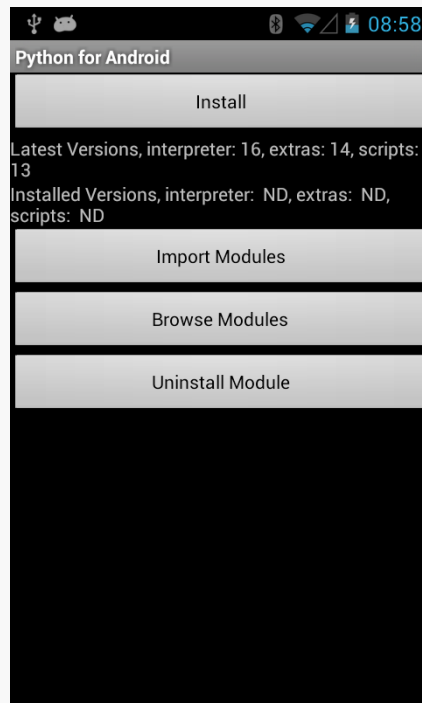 08:58
Python for Android
Install
Latest Versions, interpreter: 16, extras: 14, scripts:
13
Installed Versions, interpreter:  ND, extras:  ND,
scripts:  ND
Import Modules
Browse Modules
Uninstall Module